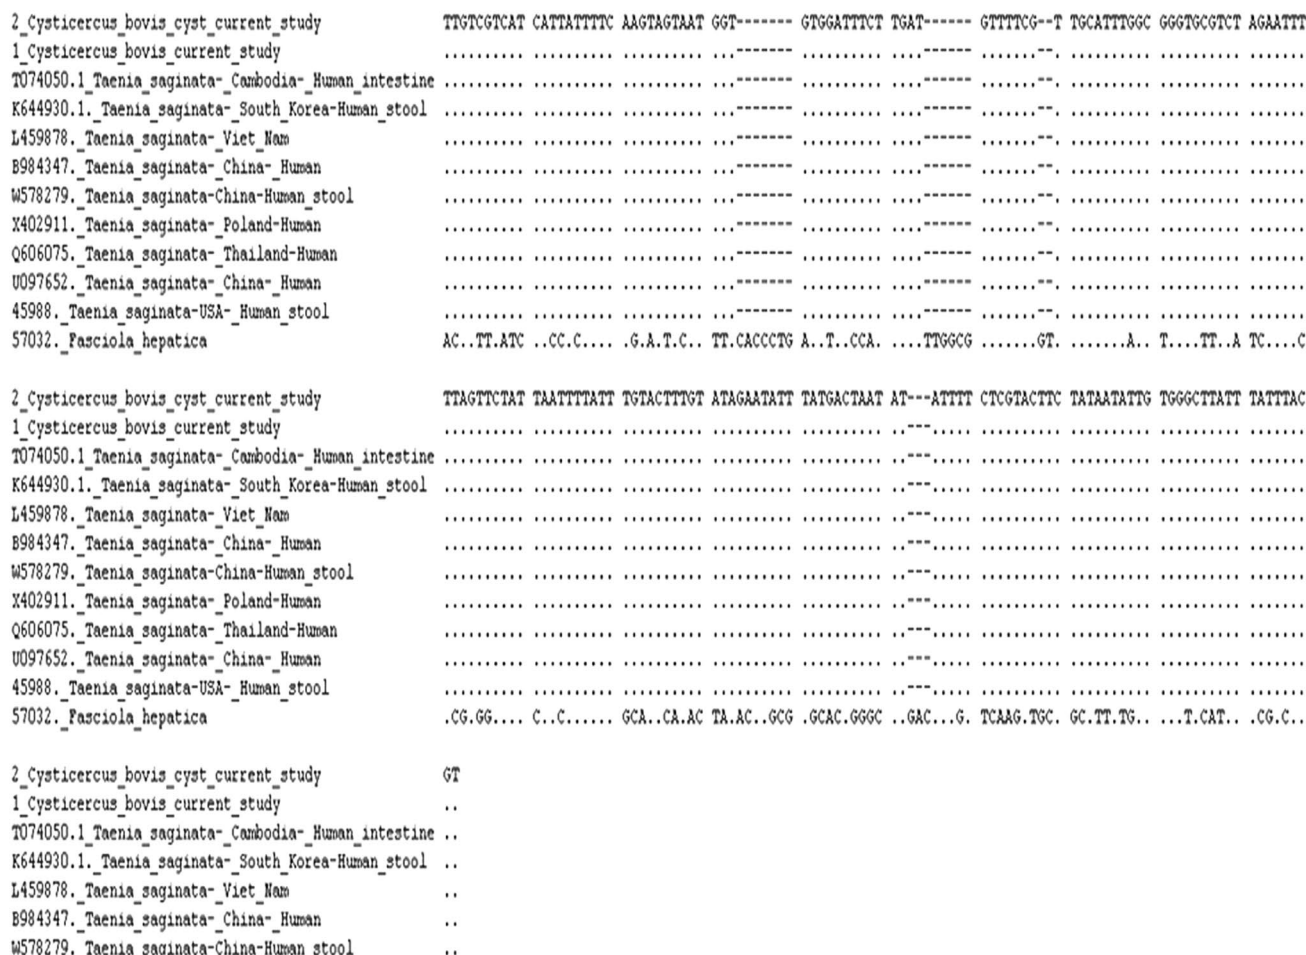 2_Cysticercus_bovis_cyst_current_study TTGTCGTCAT CATTATTTTC AAGTAGTAAT GGT------- GTGGATTTCT TGAT------ GTTTTCG--T TGCATTTGGC GGGTGCGTCT AGAATTT
1_Cysticercus_bovis_current_study .......... .......... .......... ...------- .......... ....------ .......--. .......... .......... .......
T074050.1_Taenia_saginata-_Cambodia-_Human_intestine .......... .......... .......... ...------- .......... ....------ .......--. .......... .......... .......
K644930.1._Taenia_saginata-_South_Korea-Human_stool .......... .......... .......... ...------- .......... ....------ .......--. .......... .......... .......
L459878._Taenia_saginata-_Viet_Nam .......... .......... .......... ...------- .......... ....------ .......--. .......... .......... .......
B984347._Taenia_saginata-_China-_Human .......... .......... .......... ...------- .......... ....------ .......--. .......... .......... .......
W578279._Taenia_saginata-China-Human_stool .......... .......... .......... ...------- .......... ....------ .......--. .......... .......... .......
X402911._Taenia_saginata-_Poland-Human .......... .......... .......... ...------- .......... ....------ .......--. .......... .......... .......
Q606075._Taenia_saginata-_Thailand-Human .......... .......... .......... ...------- .......... ....------ .......--. .......... .......... .......
U097652._Taenia_saginata-_China-_Human .......... .......... .......... ...------- .......... ....------ .......--. .......... .......... .......
45988._Taenia_saginata-USA-_Human_stool .......... .......... .......... ...------- .......... ....------ .......--. .......... .......... .......
57032._Fasciola_hepatica AC..TT.ATC ..CC.C.... .G.A.T.C.. TT.CACCCTG A..T..CCA. ....TTGGCG .......GT. .......A.. T....TT..A TC....C
2_Cysticercus_bovis_cyst_current_study TTAGTTCTAT TAATTTTATT TGTACTTTGT ATAGAATATT TATGACTAAT AT---ATTTT CTCGTACTTC TATAATATTG TGGGCTTATT TATTTAC
1_Cysticercus_bovis_current_study .......... .......... .......... .......... .......... ..---..... .......... .......... .......... .......
T074050.1_Taenia_saginata-_Cambodia-_Human_intestine .......... .......... .......... .......... .......... ..---..... .......... .......... .......... .......
K644930.1._Taenia_saginata-_South_Korea-Human_stool .......... .......... .......... .......... .......... ..---..... .......... .......... .......... .......
L459878._Taenia_saginata-_Viet_Nam .......... .......... .......... .......... .......... ..---..... .......... .......... .......... .......
B984347._Taenia_saginata-_China-_Human .......... .......... .......... .......... .......... ..---..... .......... .......... .......... .......
W578279._Taenia_saginata-China-Human_stool .......... .......... .......... .......... .......... ..---..... .......... .......... .......... .......
X402911._Taenia_saginata-_Poland-Human .......... .......... .......... .......... .......... ..---..... .......... .......... .......... .......
Q606075._Taenia_saginata-_Thailand-Human .......... .......... .......... .......... .......... ..---..... .......... .......... .......... .......
U097652._Taenia_saginata-_China-_Human .......... .......... .......... .......... .......... ..---..... .......... .......... .......... .......
45988._Taenia_saginata-USA-_Human_stool .......... .......... .......... .......... .......... ..---..... .......... .......... .......... .......
57032._Fasciola_hepatica .CG.GG.... C..C...... GCA..CA.AC TA.AC..GCG .GCAC.GGGC ..GAC...G. TCAAG.TGC. GC.TT.TG.. ...T.CAT.. .CG.C..
2_Cysticercus_bovis_cyst_current_study GT
1_Cysticercus_bovis_current_study ..
T074050.1_Taenia_saginata-_Cambodia-_Human_intestine ..
K644930.1._Taenia_saginata-_South_Korea-Human_stool ..
L459878._Taenia_saginata-_Viet_Nam ..
B984347._Taenia_saginata-_China-_Human ..
W578279._Taenia_saginata-China-Human_stool ..